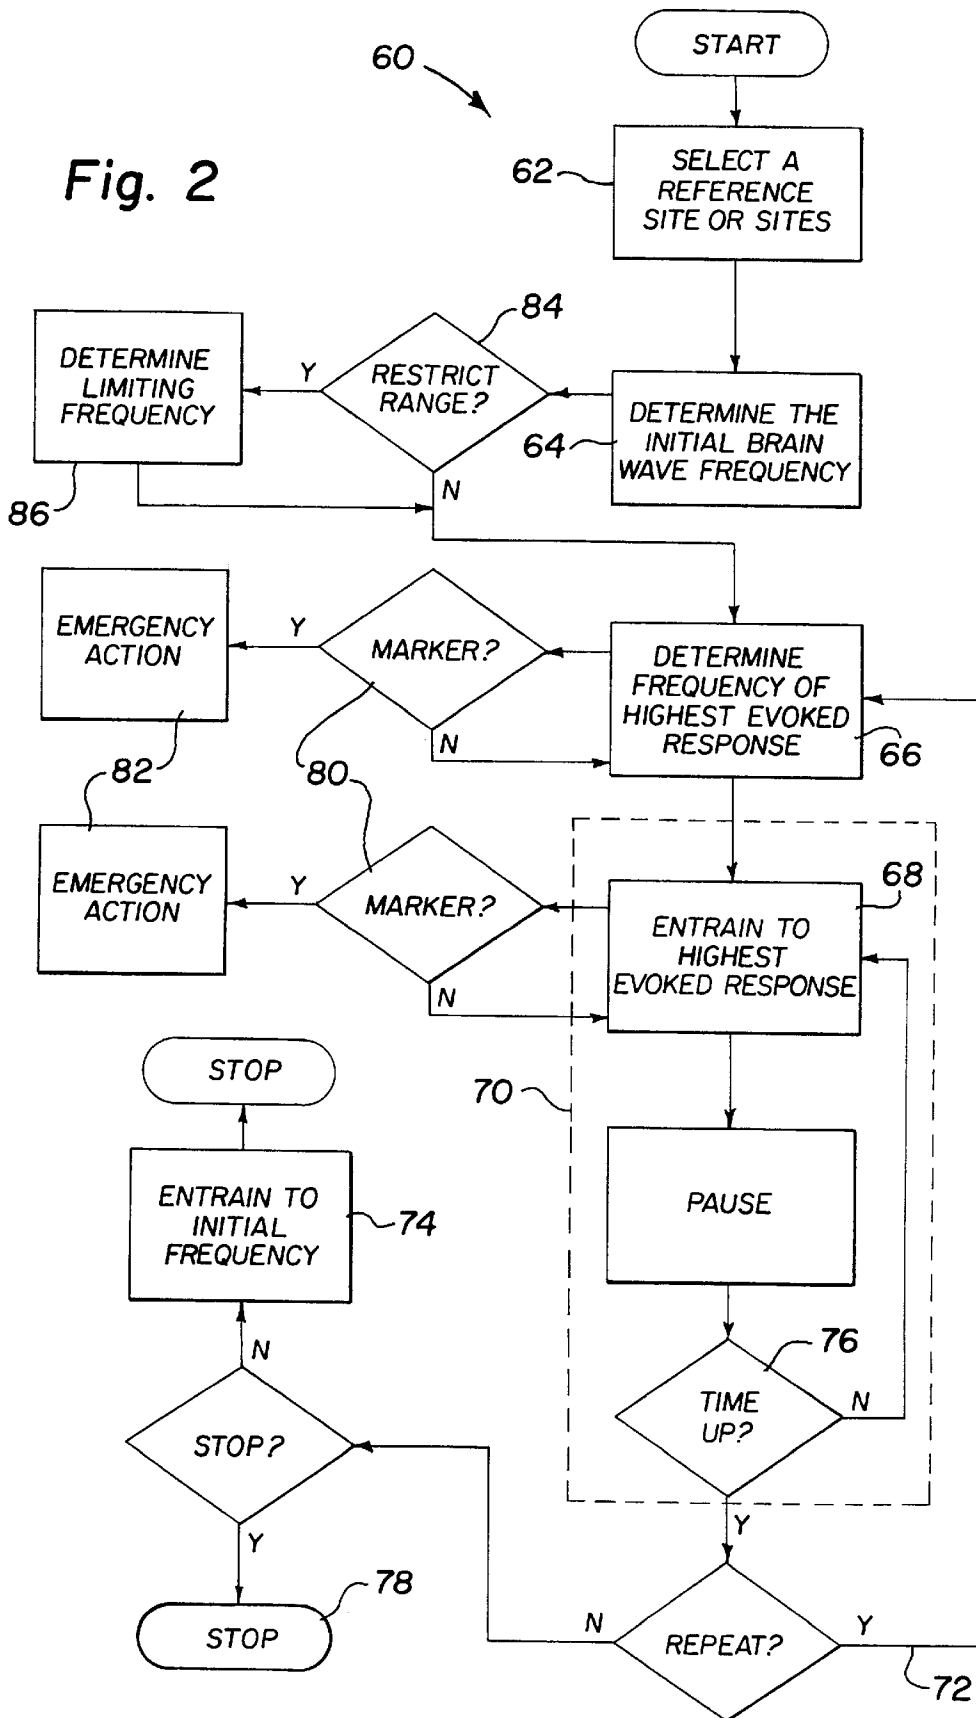 START
60
Fig. 2
62
SELECT A
REFERENCE
SITE OR SITES
84
DETERMINE
LIMITING
FREQUENCY
Y
RESTRICT
RANGE?
64
DETERMINE THE
INITIAL BRAIN
WAVE FREQUENCY
86
N
EMERGENCY
ACTION
Y
MARKER?
DETERMINE
FREQUENCY OF
HIGHEST EVOKED
RESPONSE
N
66
82
80
EMERGENCY
ACTION
Y
MARKER?
68
ENTRAIN TO
HIGHEST
EVOKED RESPONSE
N
STOP
70
PAUSE
ENTRAIN TO
INITIAL
FREQUENCY
74
N
76
TIME
UP?
N
STOP?
Y
Y
78
STOP
N
REPEAT?
Y
72